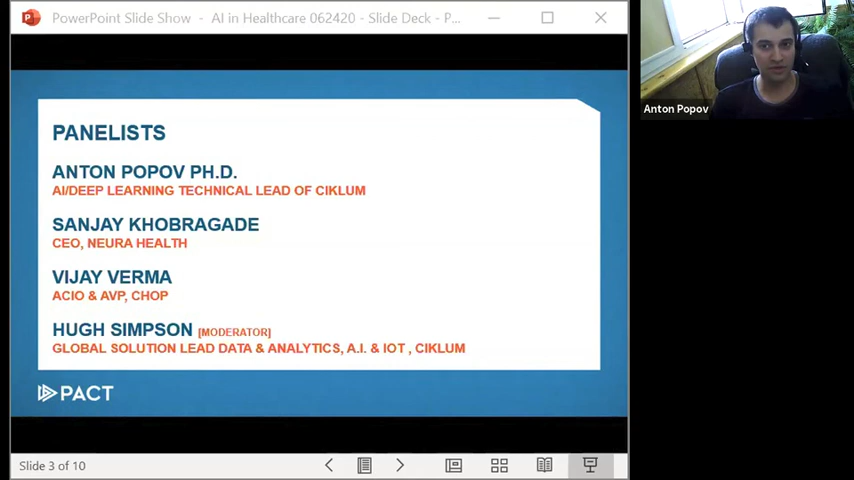 PowerPoint Slide Show - AI in Healthcare 062420 - Slide Deck - P...
PANELISTS
ANTON POPOV PH.D.
AI/DEEP LEARNING TECHNICAL LEAD OF CIKLUM
SANJAY KHOBRAGADE
CEO, NEURA HEALTH
VIJAY VERMA
ACIO & AVP, CHOP
HUGH SIMPSON [MODERATOR]
GLOBAL SOLUTION LEAD DATA & ANALYTICS, A.I. & IOT , CIKLUM
PACT
Slide 3 of 10
Anton Popov